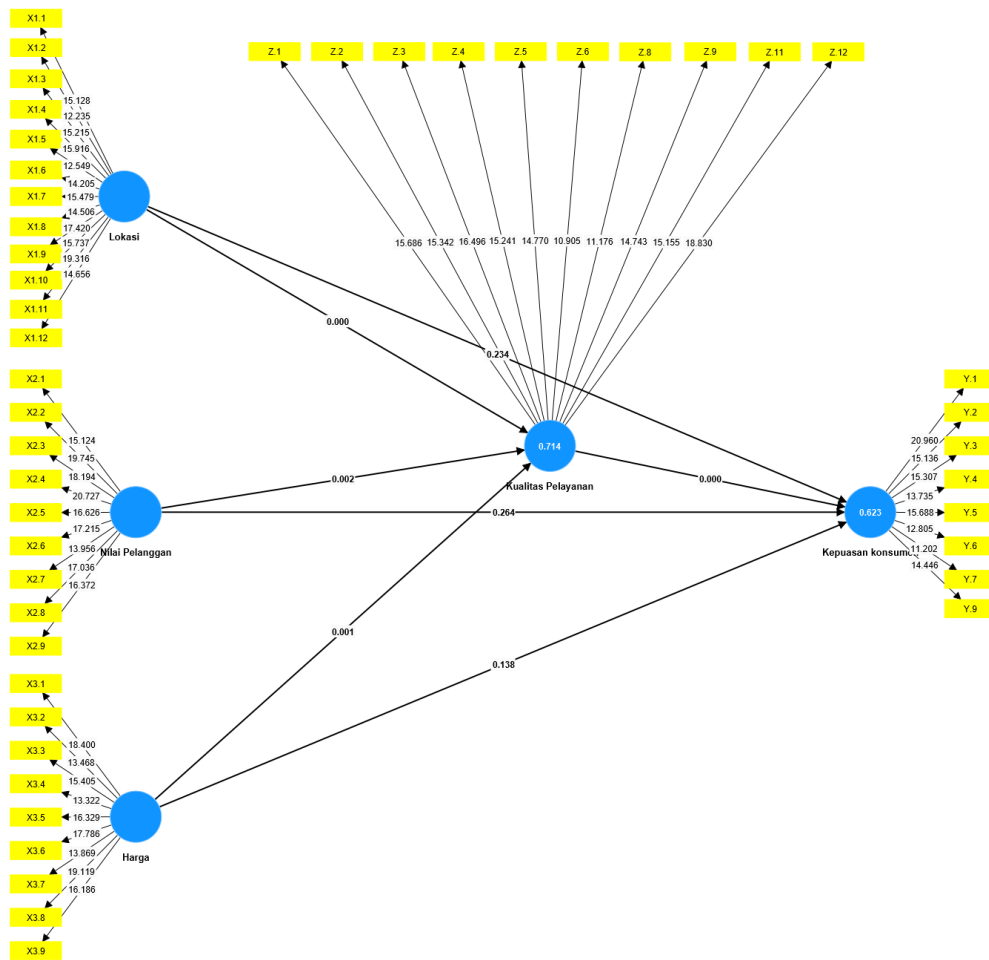 X1.1
X1.2
X1.3
X1.4
X1.5
X1.6
X1.7
X1.8
X1.9
X1.10
X1.11
X1.12
15.128
12.235
15.215
15.916
12.549
14.205
15.479
14.506
17.420
15.737
19.316
14.656
Lokasi
Z.1
Z.2
Z.3
Z.4
Z.5
Z.6
Z.8
Z.9
Z.11
Z.12
15.686
15.342
16.496
15.241
14.770
10.905
11.176
14.743
15.155
18.830
0.000
0.234
X2.1
X2.2
X2.3
X2.4
X2.5
X2.6
X2.7
X2.8
X2.9
15.124
19.745
18.194
20.727
16.626
17.215
13.956
17.036
16.372
Nilai Pelanggan
0.002
0.264
0.714
Kualitas Pelayanan
0.000
0.623
Kepuasan konsum
Y.1
Y.2
Y.3
Y.4
Y.5
Y.6
Y.7
Y.9
20.960
15.136
15.307
13.735
15.688
12.805
11.202
14.446
0.001
0.138
X3.1
X3.2
X3.3
X3.4
X3.5
X3.6
X3.7
X3.8
X3.9
18.400
13.468
15.405
13.322
16.329
17.786
13.869
19.119
16.186
Harga